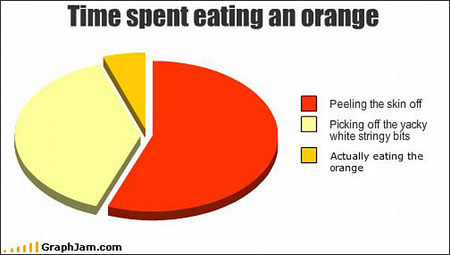 Time spent eating an orange
Peeling the skin off
Picking off the yacky
white stringy bits
Actually eating the
orange
GraphJam.com